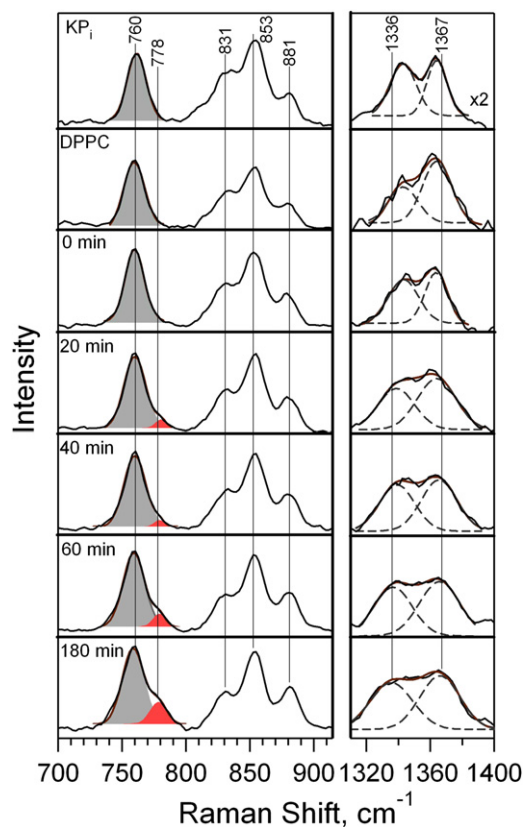 KPi
760
778
831
853
881
1336
1367
x2
DPPC
0 min
20 min
40 min
60 min
180 min
Intensity
700 750 800 850 900
1320 1360 1400
Raman Shift, cm-1